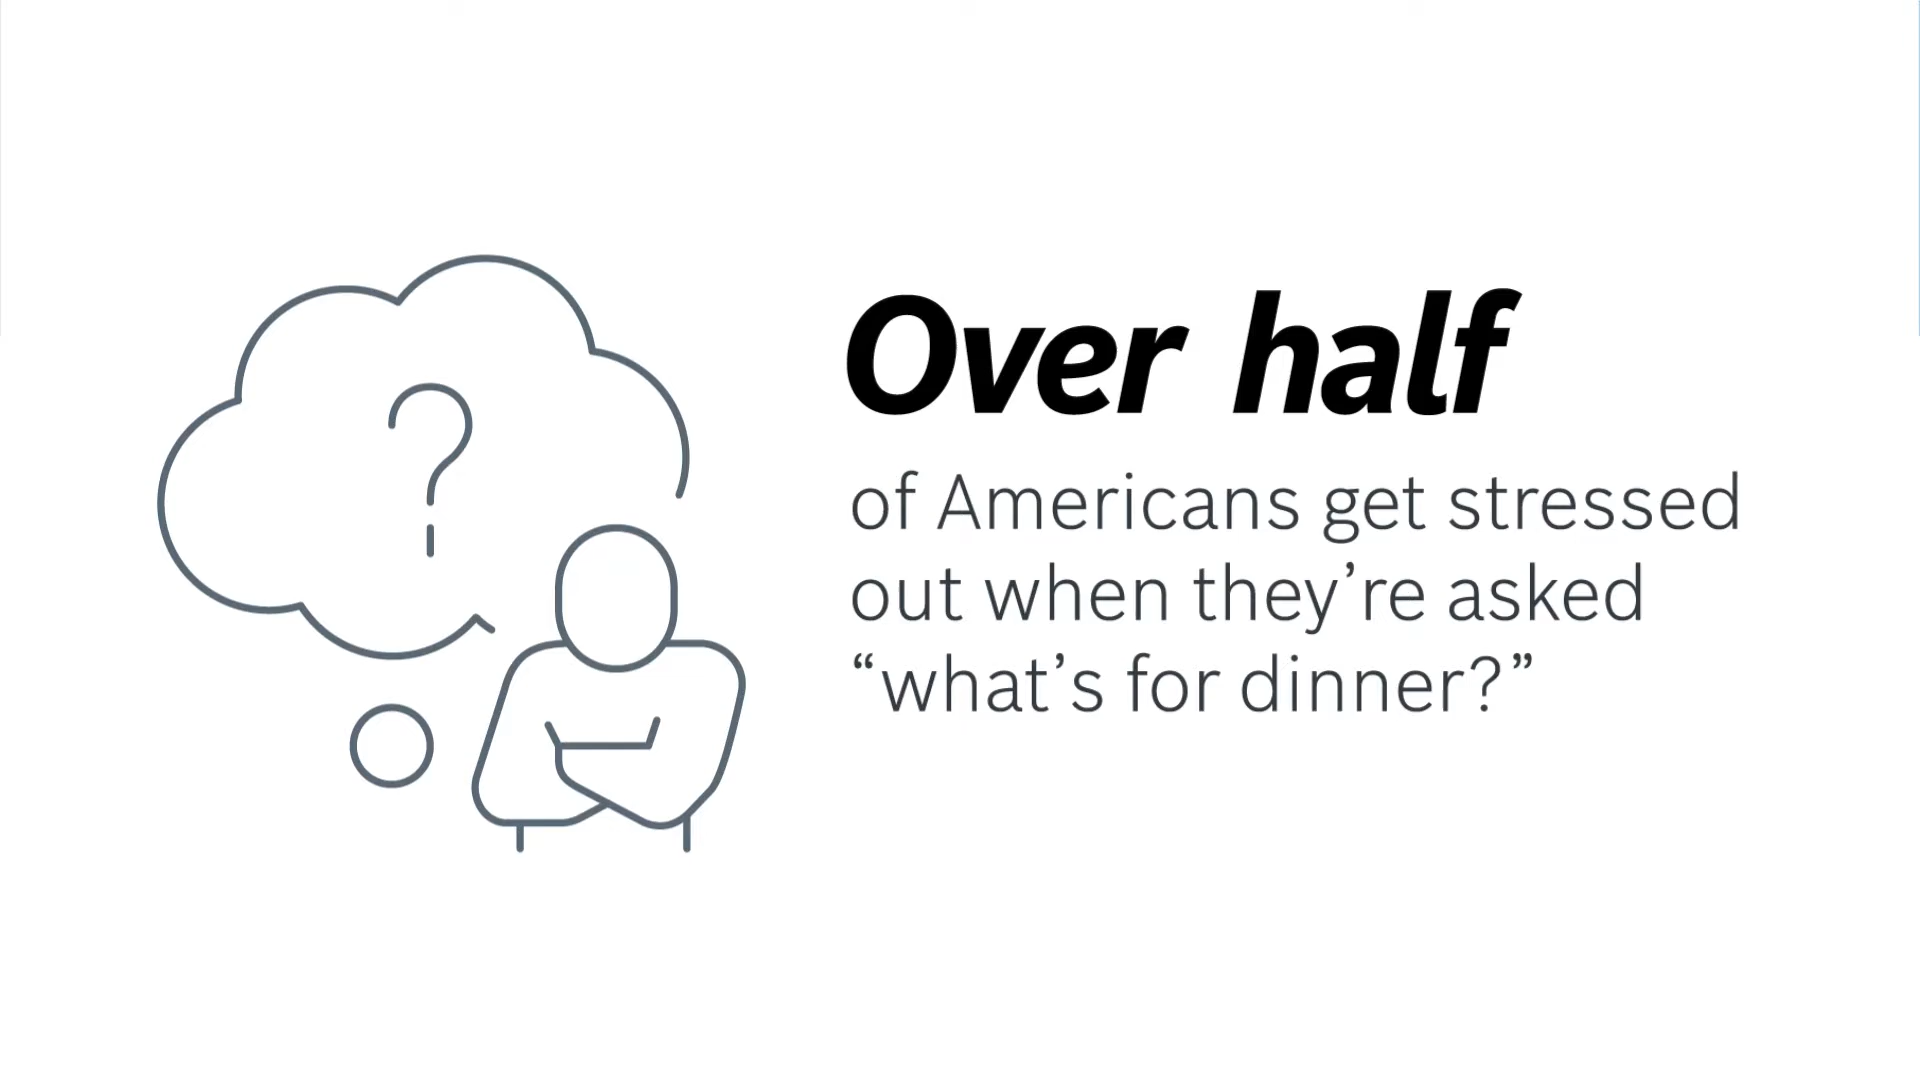 ?
Over half
of Americans get stressed
out when they’re asked
“what’s for dinner?”